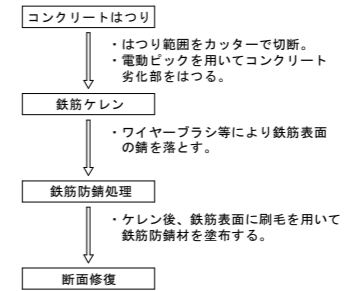 コンクリートはつり
・はつり範囲をカッターで切断。
・電動ピックを用いてコンクリート
劣化部をはつる。
鉄筋ケレン
・ワイヤーブラシ等により鉄筋表面
の錆を落とす。
鉄筋防錆処理
・ケレン後、鉄筋表面に刷毛を用いて
鉄筋防錆材を塗布する。
断面修復